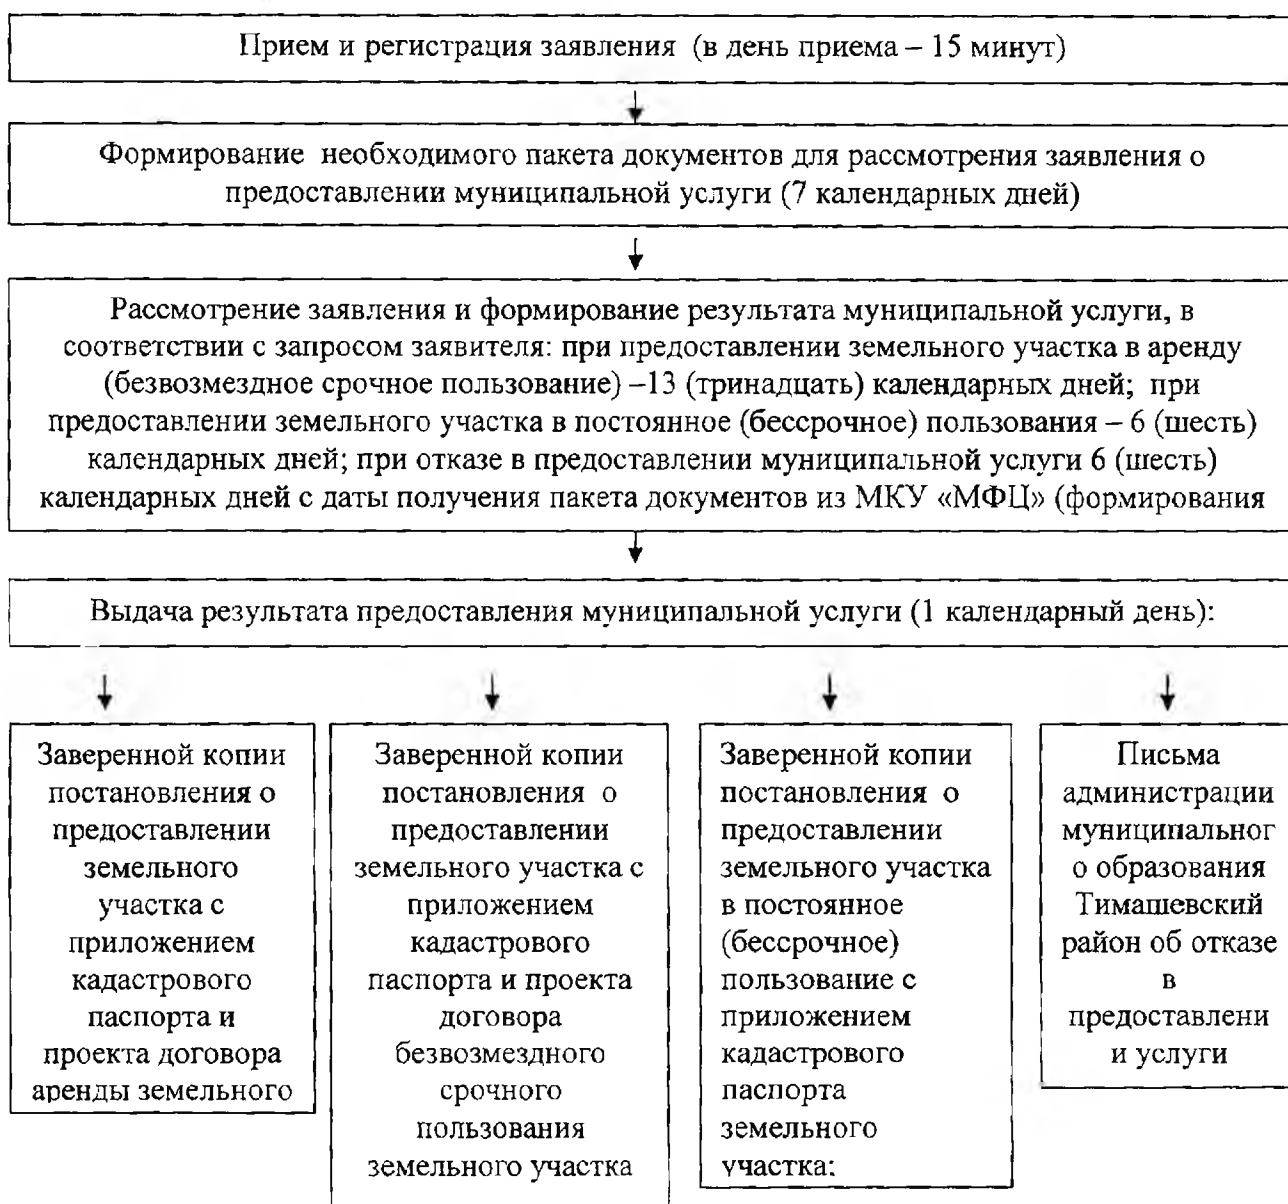 Прием и регистрация заявления (в день приема – 15 минут)
Формирование необходимого пакета документов для рассмотрения заявления о
предоставлении муниципальной услуги (7 календарных дней)
Рассмотрение заявления и формирование результата муниципальной услуги, в
соответствии с запросом заявителя: при предоставлении земельного участка в аренду
(безвозмездное срочное пользование) –13 (тринадцать) календарных дней; при
предоставлении земельного участка в постоянное (бессрочное) пользования – 6 (шесть)
календарных дней; при отказе в предоставлении муниципальной услуги 6 (шесть)
календарных дней с даты получения пакета документов из МКУ «МФЦ» (формирования
Выдача результата предоставления муниципальной услуги (1 календарный день):
Заверенной копии
постановления о
предоставлении
земельного
участка с
приложением
кадастрового
паспорта и
проекта договора
аренды земельного
Заверенной копии
постановления о
предоставлении
земельного участка с
приложением
кадастрового
паспорта и проекта
договора
безвозмездного
срочного
пользования
земельного участка
Заверенной копии
постановления о
предоставлении
земельного участка
в постоянное
(бессрочное)
пользование с
приложением
кадастрового
паспорта
земельного
участка;
Письма
администрации
муниципальног
о образования
Тимашевский
район об отказе
в
предоставлени
и услуги